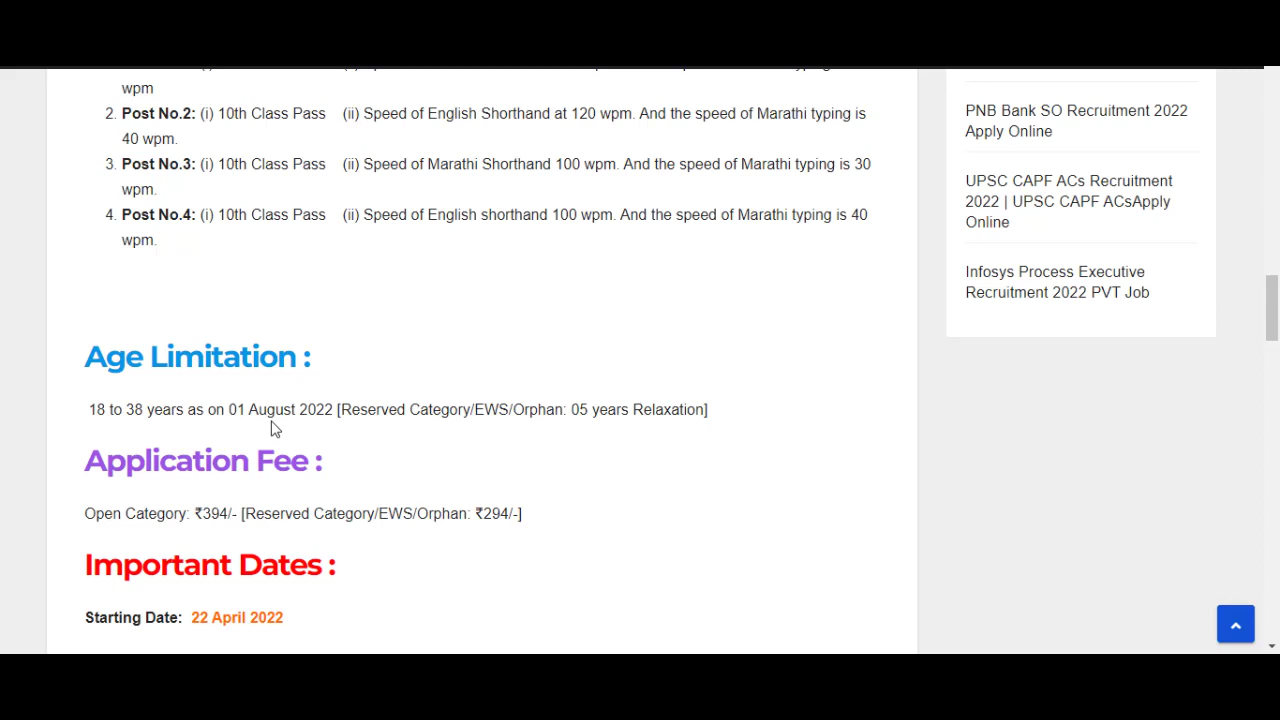 wpm
2. Post No.2: (i) 10th Class Pass (ii) Speed of English Shorthand at 120 wpm. And the speed of Marathi typing is
40 wpm.
3. Post No.3: (i) 10th Class Pass (ii) Speed of Marathi Shorthand 100 wpm. And the speed of Marathi typing is 30
wpm.
4. Post No.4: (i) 10th Class Pass (ii) Speed of English shorthand 100 wpm. And the speed of Marathi typing is 40
wpm.
Age Limitation :
18 to 38 years as on 01 August 2022 [Reserved Category/EWS/Orphan: 05 years Relaxation]
Application Fee :
Open Category: ₹394/- [Reserved Category/EWS/Orphan: ₹294/-]
Important Dates :
Starting Date: 22 April 2022
PNB Bank SO Recruitment 2022
Apply Online
UPSC CAPF ACs Recruitment
2022 | UPSC CAPF ACsApply
Online
Infosys Process Executive
Recruitment 2022 PVT Job